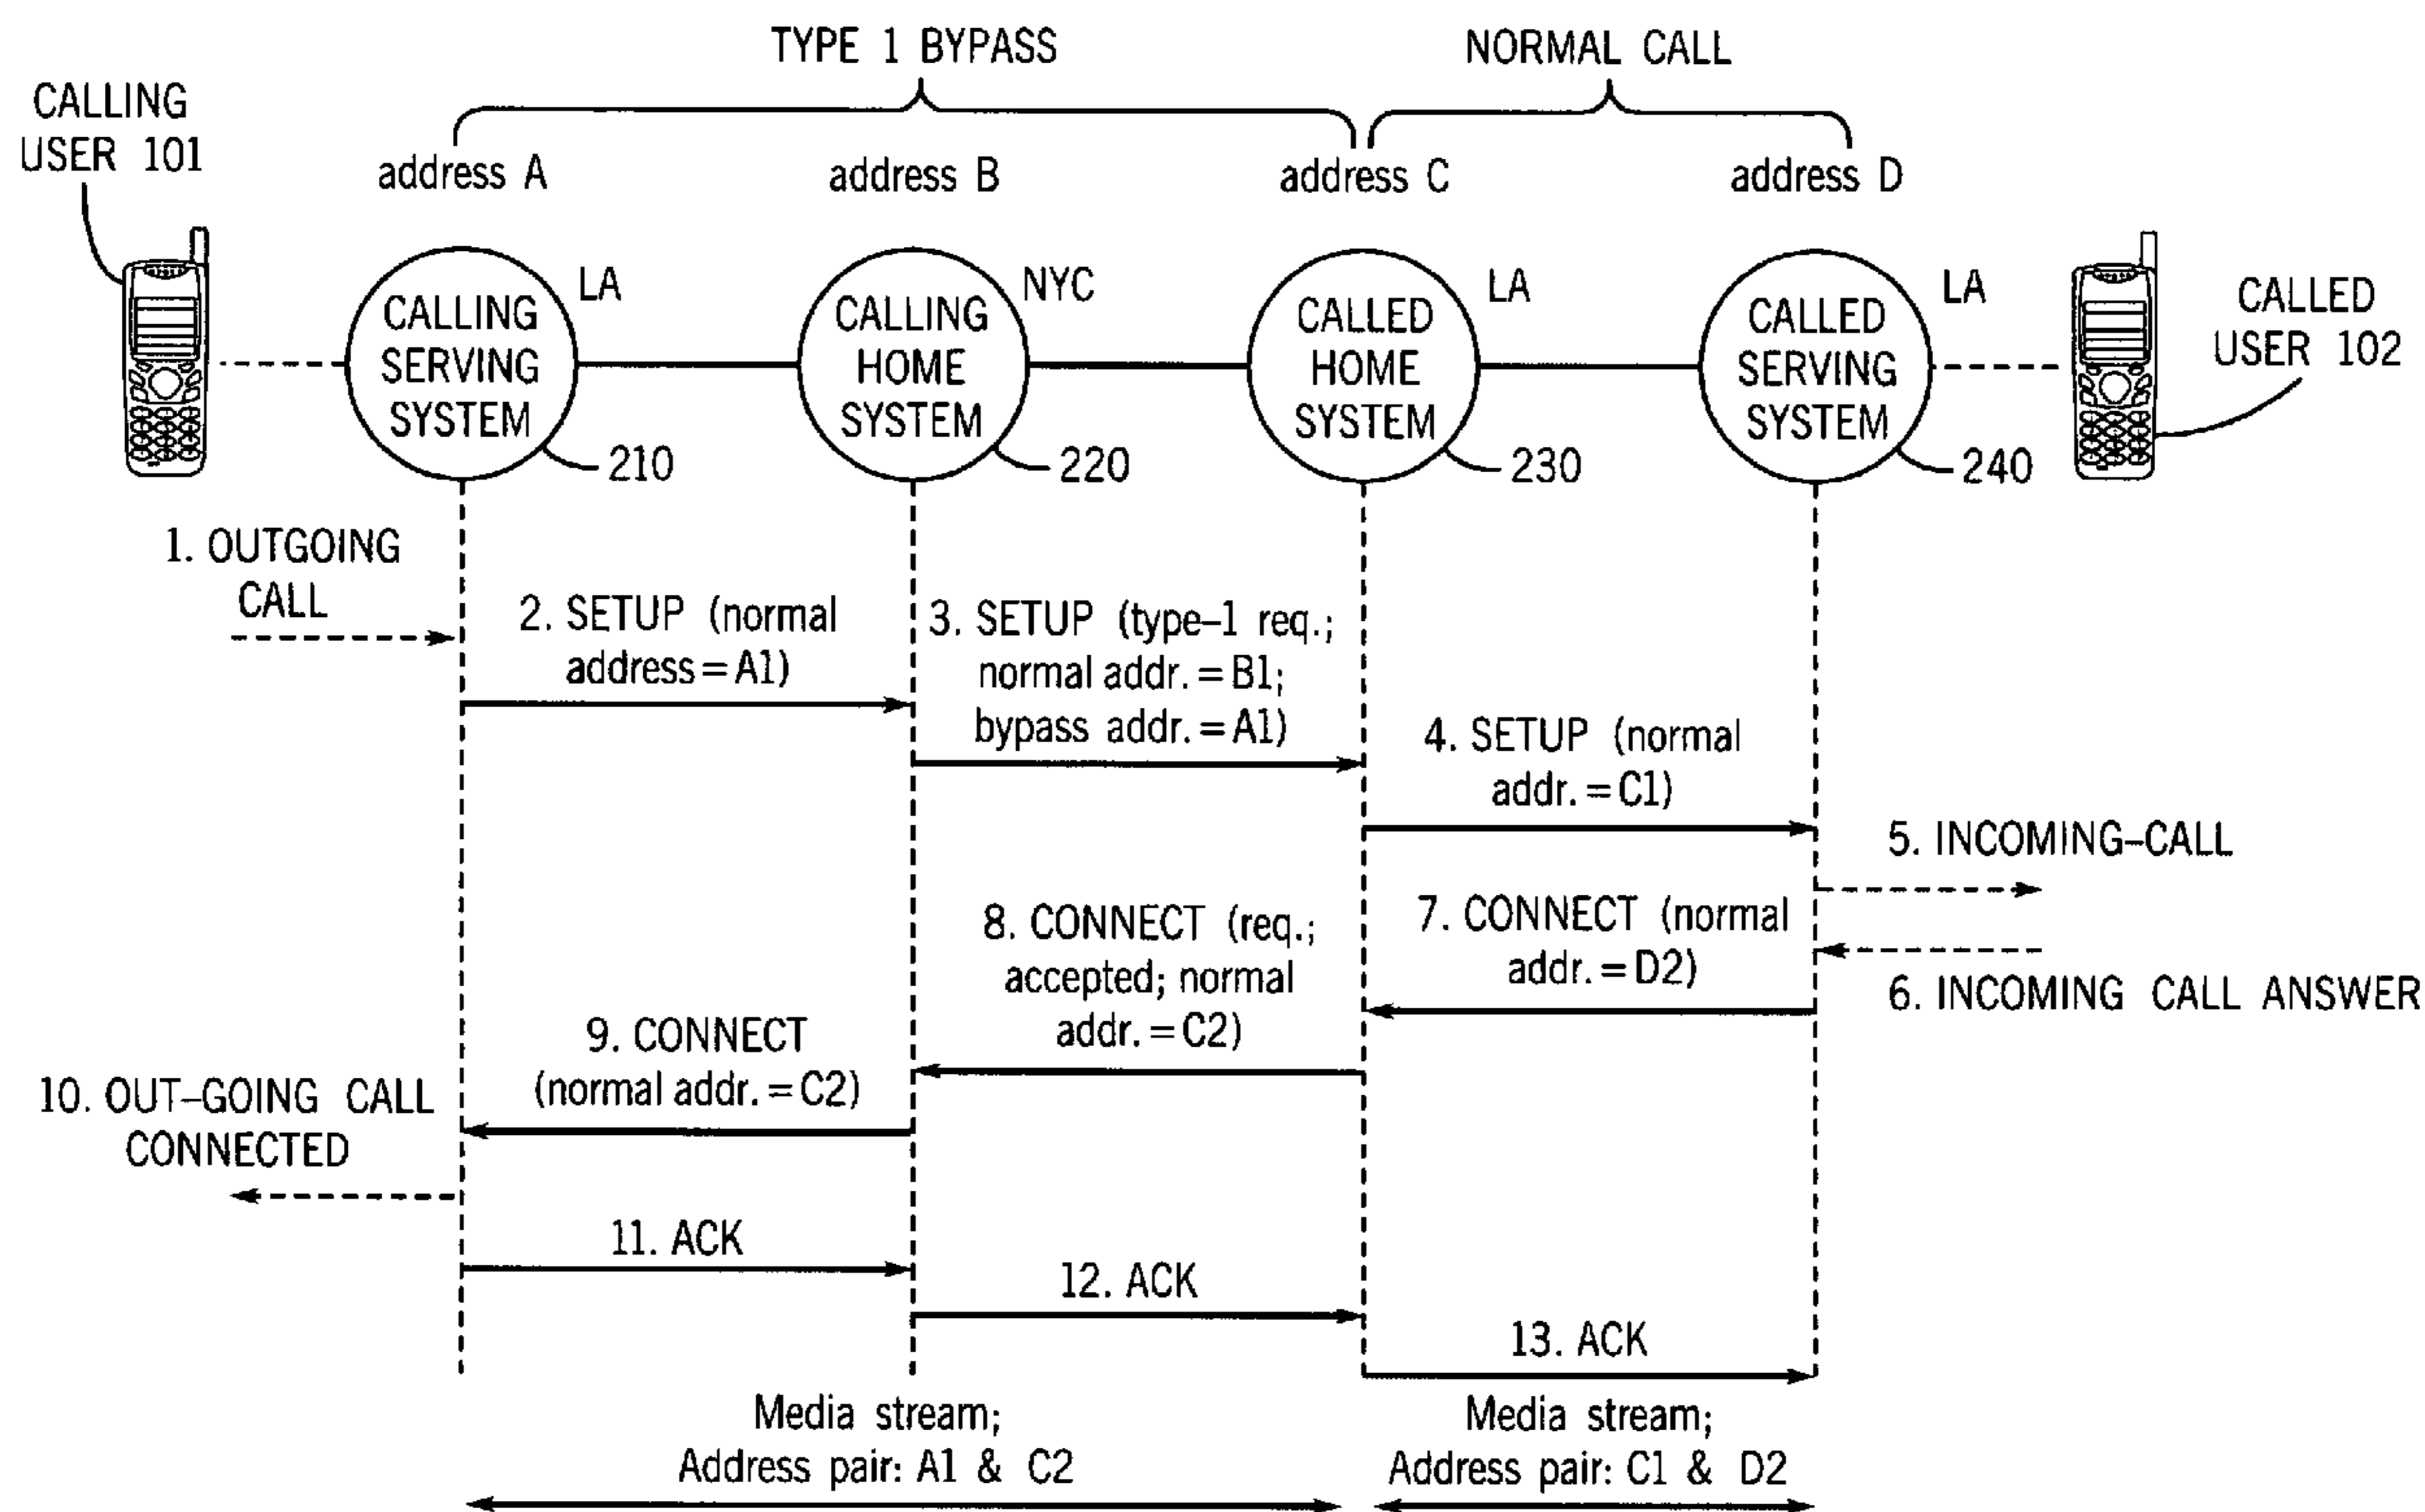 TYPE 1 BYPASS
NORMAL CALL
CALLING
USER 101
address A
address B
address C
address D
CALLING
SERVING
SYSTEM
LA
210
CALLING
HOME
SYSTEM
NYC
220
CALLED
HOME
SYSTEM
LA
230
CALLED
SERVING
SYSTEM
LA
240
CALLED
USER 102
1. OUTGOING
CALL
2. SETUP (normal
address=A1)
3. SETUP (type-1 req.;
normal addr.=B1;
bypass addr.=A1)
4. SETUP (normal
addr.=C1)
5. INCOMING-CALL
6. INCOMING CALL ANSWER
7. CONNECT (normal
addr.=D2)
8. CONNECT (req.;
accepted; normal
addr.=C2)
9. CONNECT
(normal addr.=C2)
10. OUT-GOING CALL
CONNECTED
11. ACK
12. ACK
13. ACK
Media stream;
Address pair: A1 & C2
Media stream;
Address pair: C1 & D2